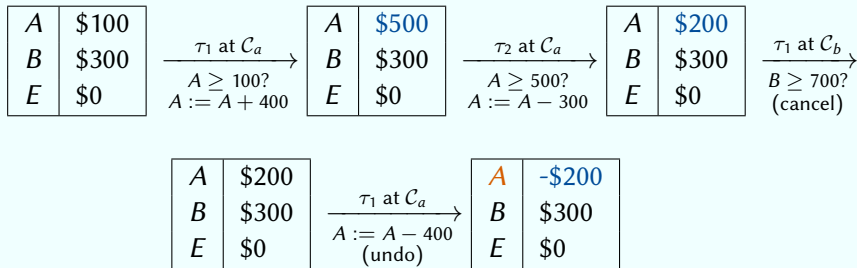 A $100
B $300
E $0
τ₁ at 𝒞ₐ
A ≥ 100?
A := A + 400
A $500
B $300
E $0
τ₂ at 𝒞ₐ
A ≥ 500?
A := A − 300
A $200
B $300
E $0
τ₁ at 𝒞_b
B ≥ 700?
(cancel)
A $200
B $300
E $0
τ₁ at 𝒞ₐ
A := A − 400
(undo)
A -$200
B $300
E $0